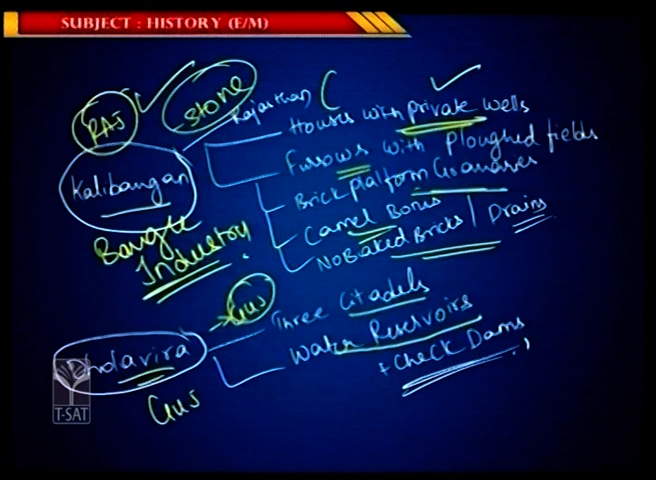 SUBJECT : HISTORY (E/M)
RAJ
Stone
Rajasthan
Kalibangan
Houses with private wells
Furrows with Ploughed fields
Brick platform Granaries
Camel Bones
No Baked Bricks / Drains
Bangle
Industry
Guj
Three Citadels
Water Reservoirs
+ Check Dams
Guj
T-SAT